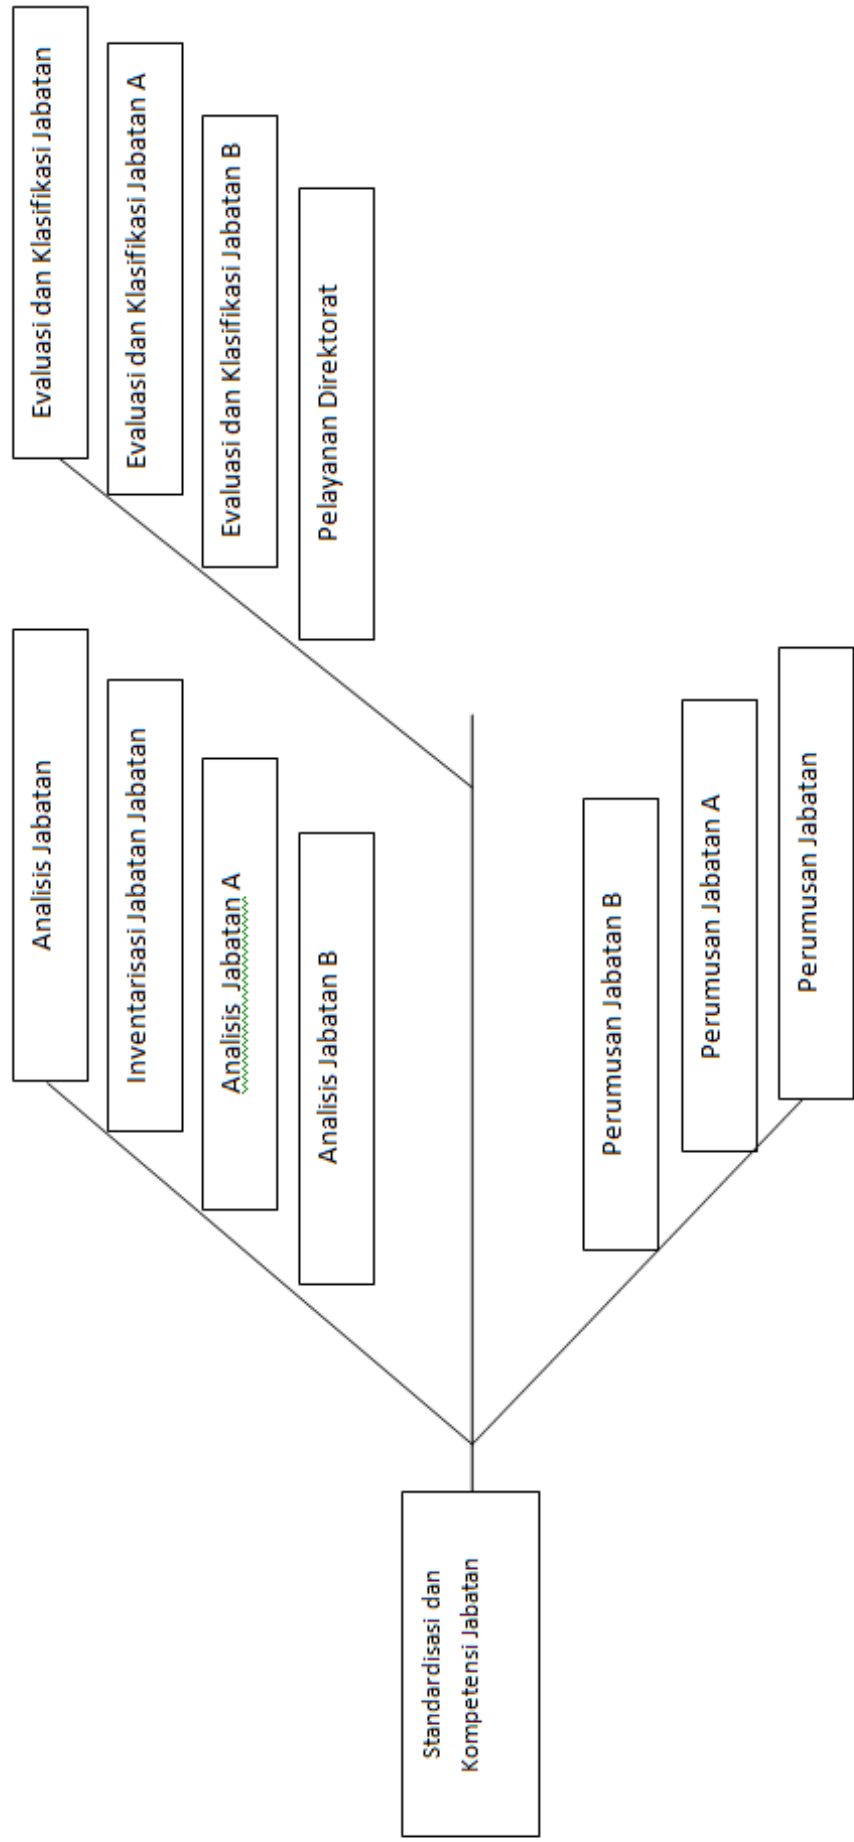 Evaluasi dan Klasifikasi Jabatan
Evaluasi dan Klasifikasi Jabatan A
Evaluasi dan Klasifikasi Jabatan B
Pelayanan Direktorat
Analisis Jabatan
Inventarisasi Jabatan Jabatan
Analisis Jabatan A
Analisis Jabatan B
Perumusan Jabatan B
Perumusan Jabatan A
Perumusan Jabatan
Standardisasi dan
Kompetensi Jabatan